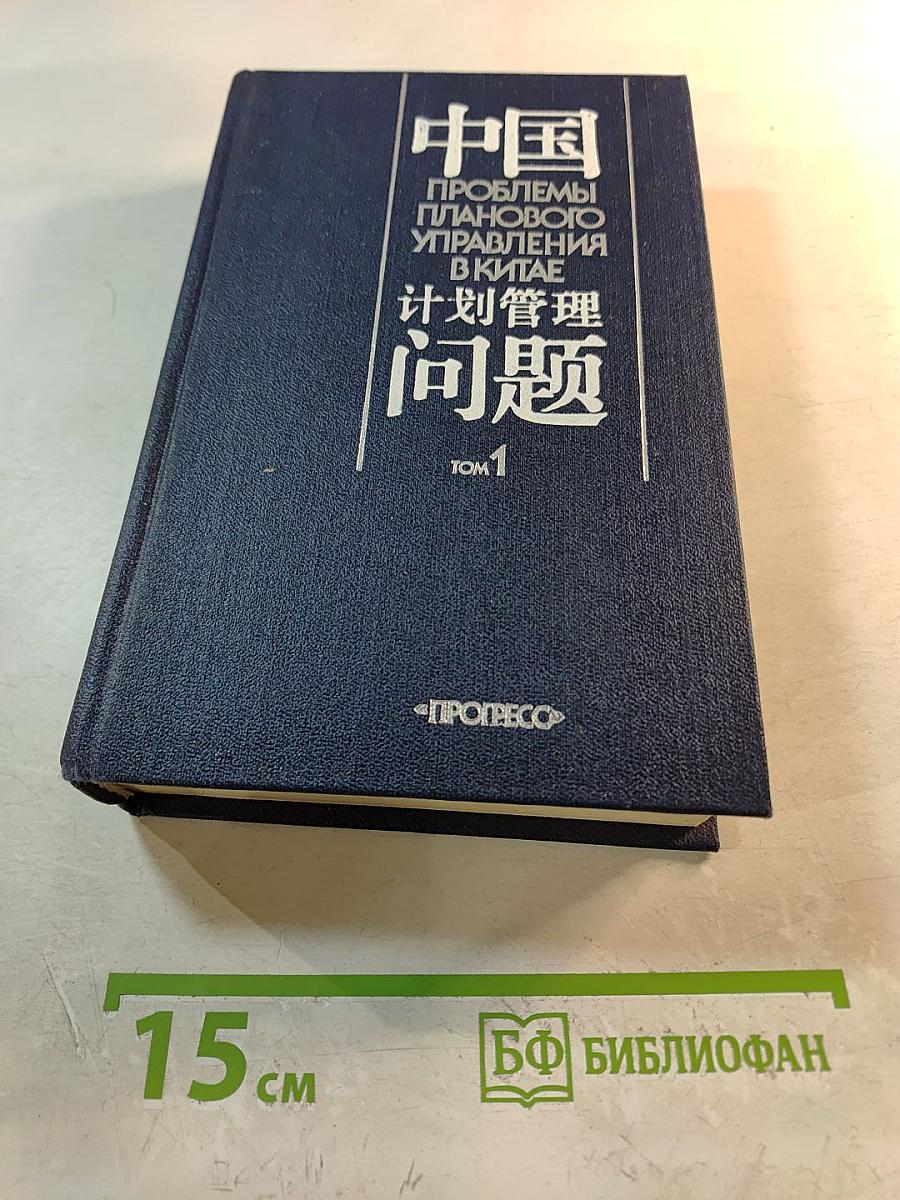 中国
ПРОБЛЕМЫ
ПЛАНОВОГО
УПРАВЛЕНИЯ
В КИТАЕ
计划管理
问题
ТОМ 1
«ПРОГРЕСС»
15 см
БФ БИБЛИОФАН